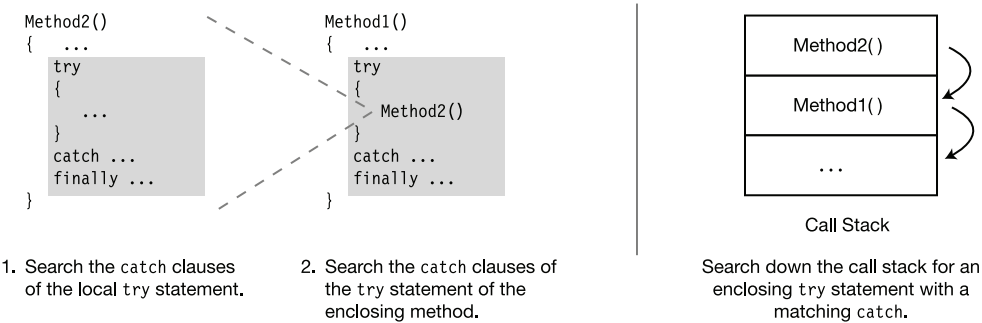 Method2()
{ ...
try
{
...
}
catch ...
finally ...
}
1. Search the catch clauses
of the local try statement.
Method1()
{ ...
try
{
Method2()
}
catch ...
finally ...
}
2. Search the catch clauses of
the try statement of the
enclosing method.
Method2()
Method1()
...
Call Stack
Search down the call stack for an
enclosing try statement with a
matching catch.